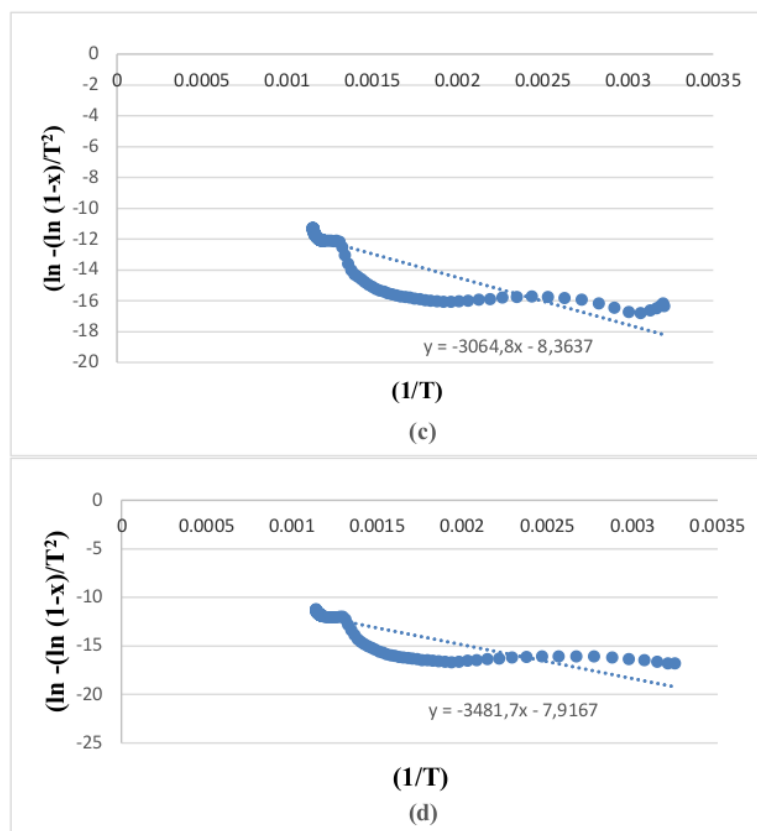 0
0 0.0005 0.001 0.0015 0.002 0.0025 0.003 0.0035
-2
-4
-6
-8
-10
-12
-14
-16
-18
-20
(ln -(ln (1-x)/T²)
y = -3064,8x - 8,3637
(1/T)
(c)
0
0 0.0005 0.001 0.0015 0.002 0.0025 0.003 0.0035
-5
-10
-15
-20
-25
(ln -(ln (1-x)/T²)
y = -3481,7x - 7,9167
(1/T)
(d)